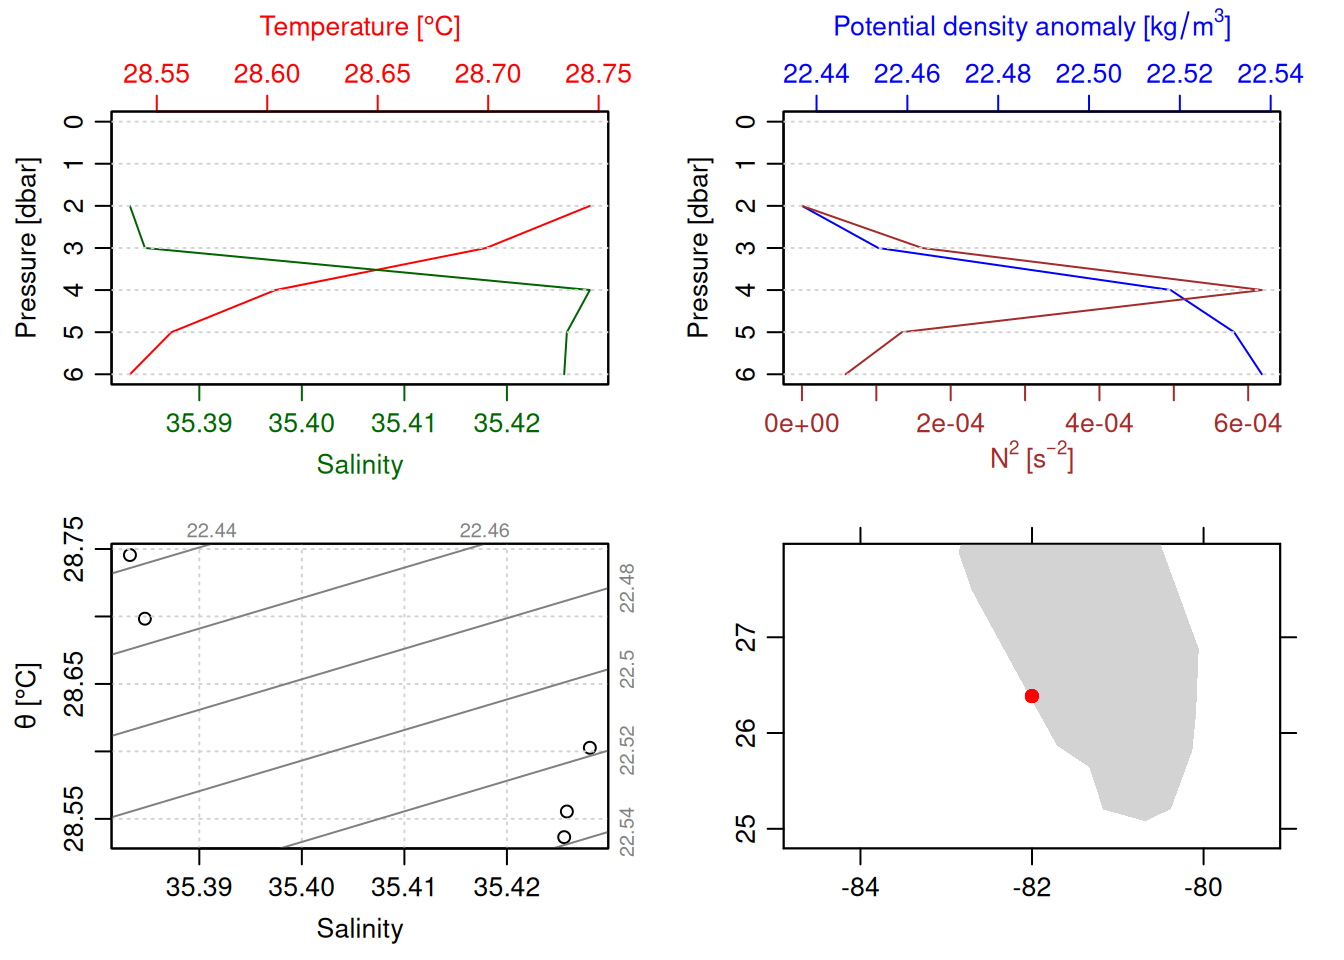 Temperature [°C]
28.55 28.60 28.65 28.70 28.75
Pressure [dbar]
0
1
2
3
4
5
6
35.39 35.40 35.41 35.42
Salinity
Potential density anomaly [kg/m³]
22.44 22.46 22.48 22.50 22.52 22.54
Pressure [dbar]
0
1
2
3
4
5
6
0e+00 2e-04 4e-04 6e-04
N² [s⁻²]
22.44 22.46
θ [°C]
28.75
28.65
28.55
22.48
22.5
22.52
22.54
35.39 35.40 35.41 35.42
Salinity
27
26
25
-84 -82 -80